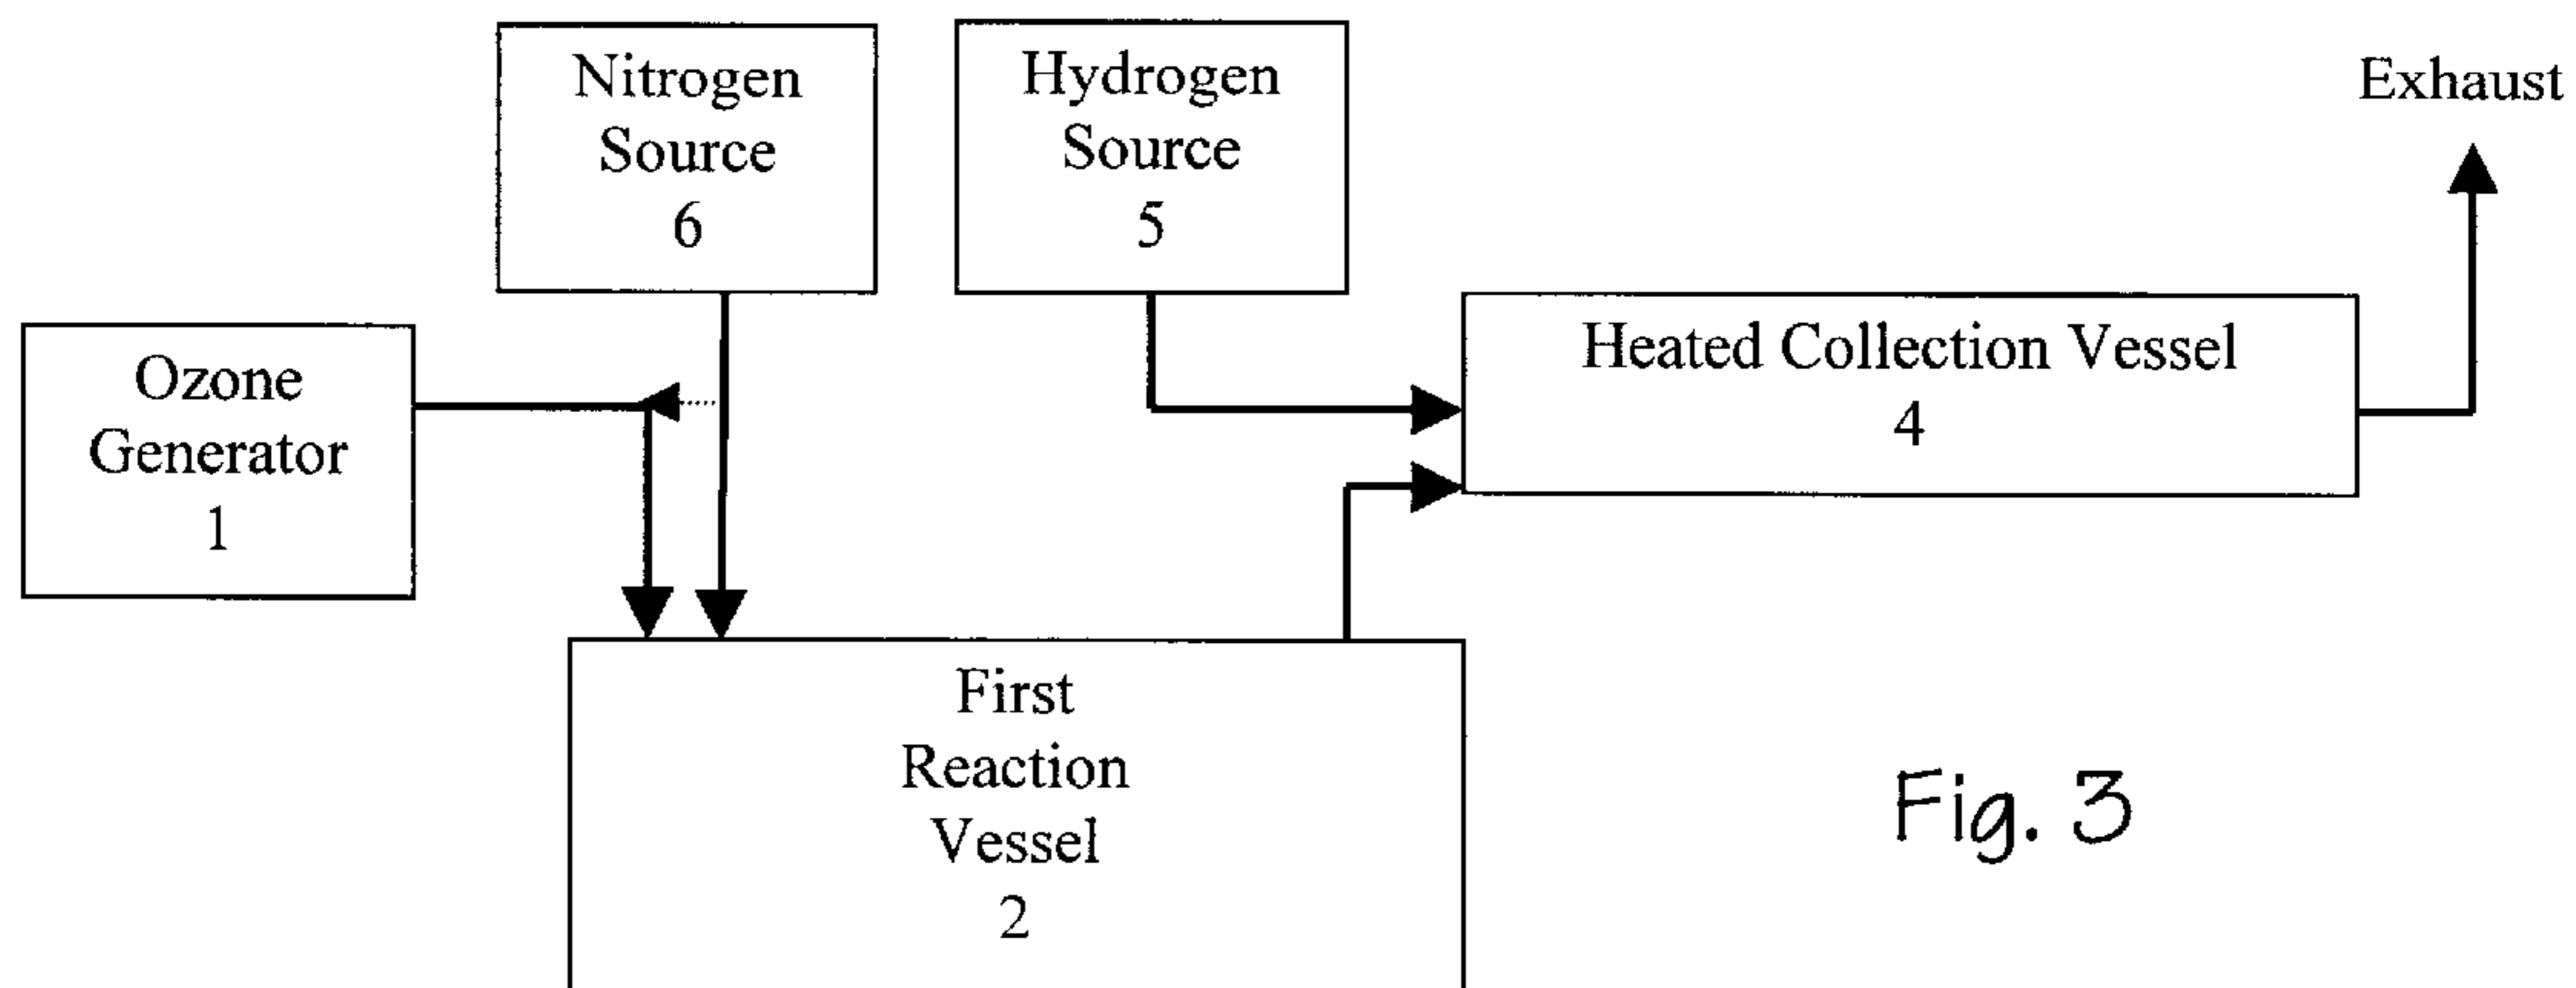 Nitrogen
Source
6
Hydrogen
Source
5
Exhaust
Ozone
Generator
1
Heated Collection Vessel
4
First
Reaction
Vessel
2
Fig. 3